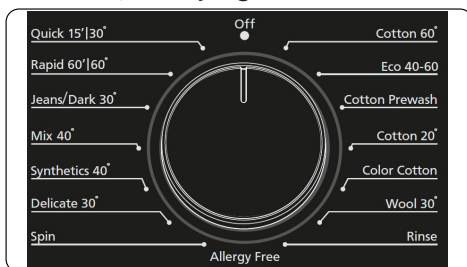 Off
Quick 15'|30° Cotton 60°
Rapid 60'|60° Eco 40-60
Jeans/Dark 30° Cotton Prewash
Mix 40° Cotton 20°
Synthetics 40° Color Cotton
Delicate 30° Wool 30°
Spin Rinse
Allergy Free